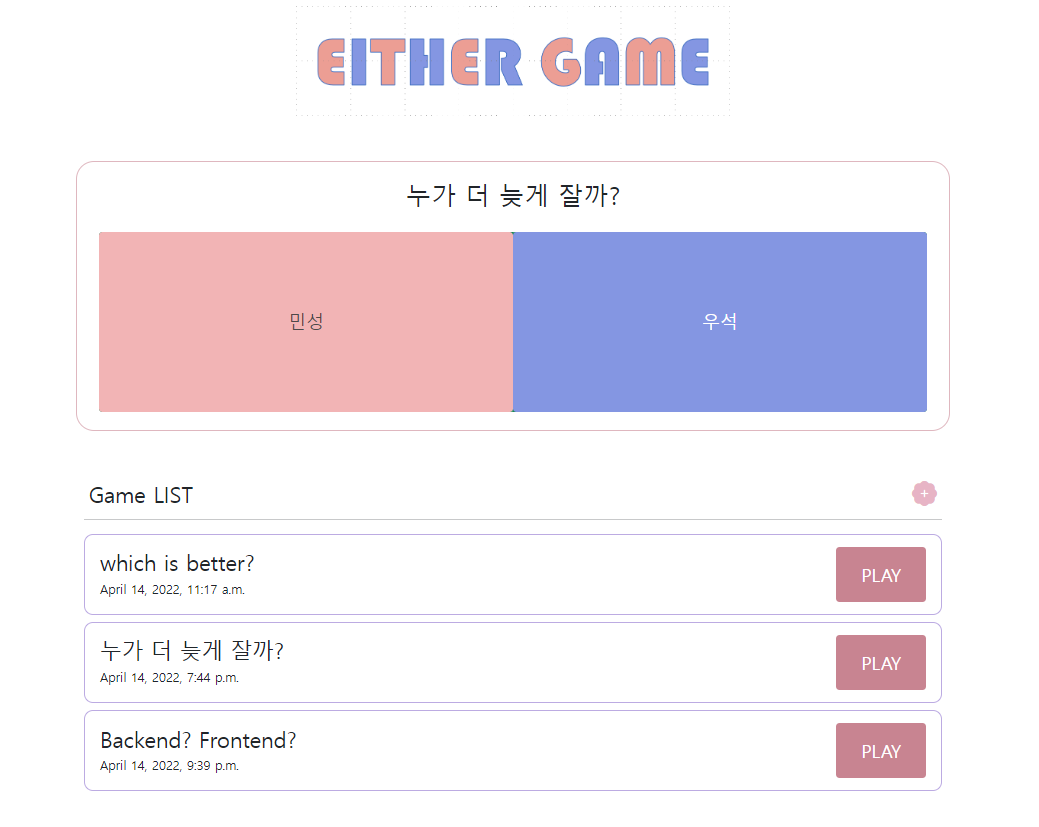 EITHER GAME
누가 더 늦게 잘까?
민성
우석
Game LIST
+
which is better?
April 14, 2022, 11:17 a.m.
PLAY
누가 더 늦게 잘까?
April 14, 2022, 7:44 p.m.
PLAY
Backend? Frontend?
April 14, 2022, 9:39 p.m.
PLAY